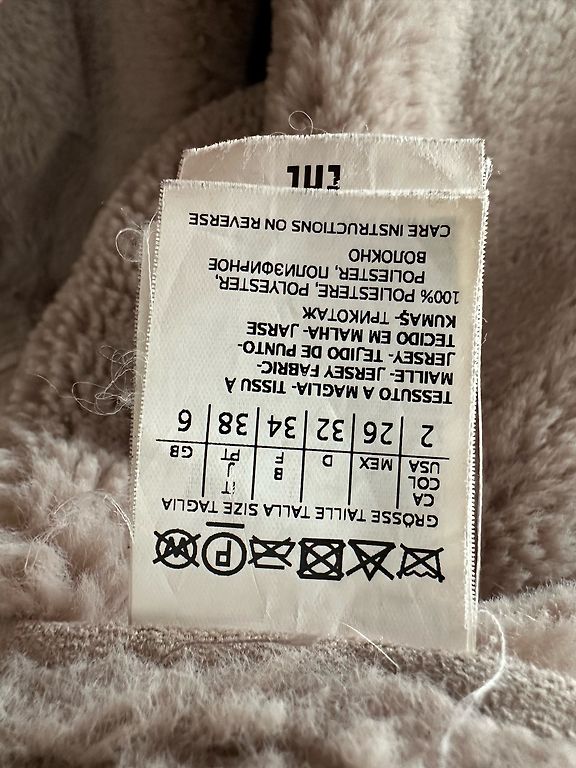 P W
GRÖSSE TAILLE TALLA SIZE TAGLIA
CA IT
COL B J
USA MEX D F PT GB
2 26 32 34 38 6
TESSUTO A MAGLIA- TISSU À
MAILLE- JERSEY FABRIC-
JERSEY- TEJIDO DE PUNTO-
TECIDO EM MALHA- JARSE
KUMAŞ- ТРИКОТАЖ
100% POLIESTERE, POLYESTER,
POLIESTER, ПОЛИЭФИРНОЕ
ВОЛОКНО
CARE INSTRUCTIONS ON REVERSE